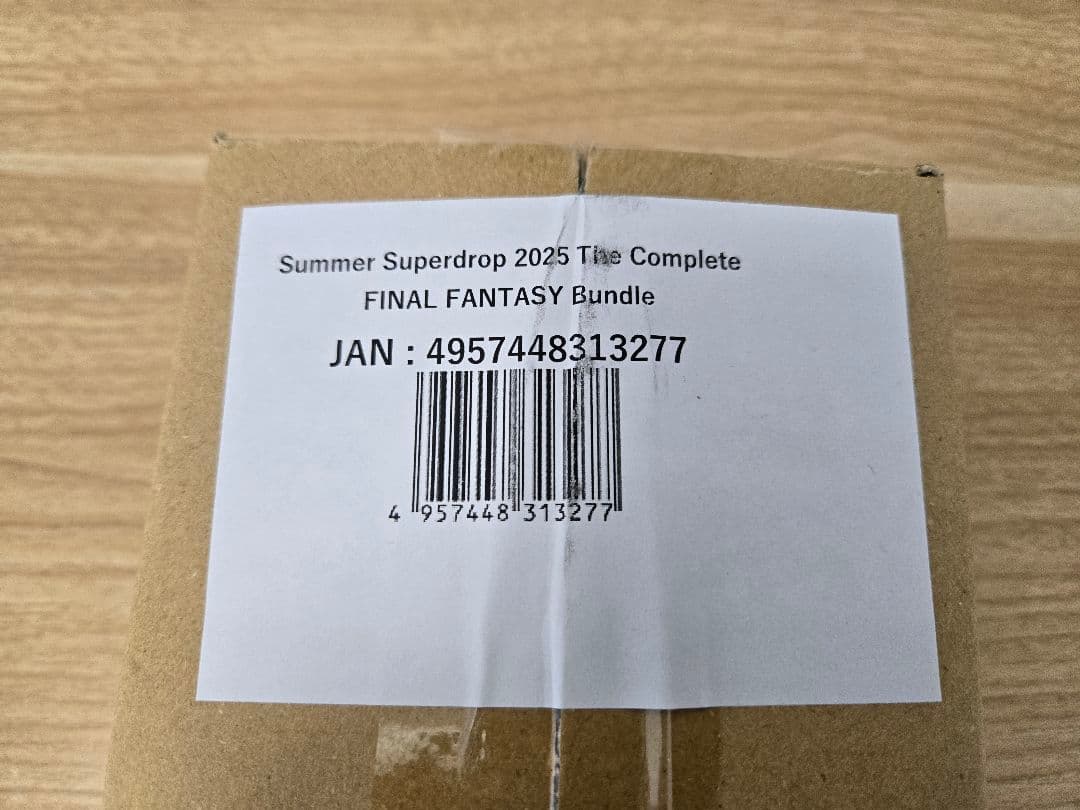 Summer Superdrop 2025 The Complete
FINAL FANTASY Bundle
JAN : 4957448313277
4 957448 313277